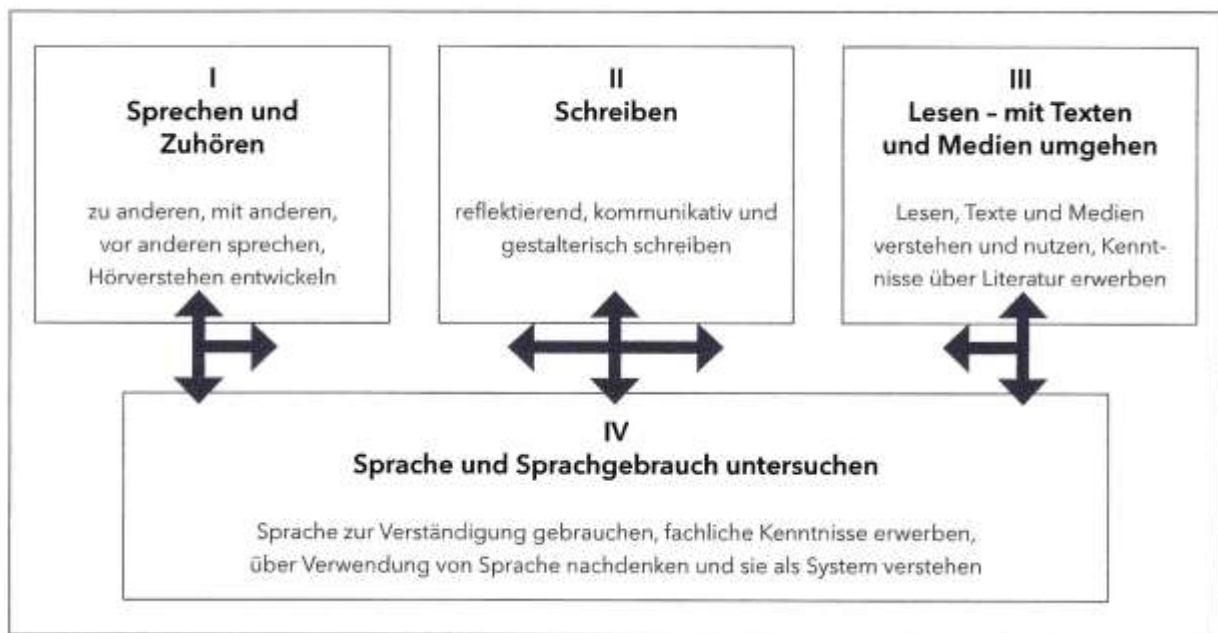 I
Sprechen und
Zuhören
zu anderen, mit anderen,
vor anderen sprechen,
Hörverstehen entwickeln
II
Schreiben
reflektierend, kommunikativ und
gestalterisch schreiben
III
Lesen – mit Texten
und Medien umgehen
Lesen, Texte und Medien
verstehen und nutzen, Kennt-
nisse über Literatur erwerben
IV
Sprache und Sprachgebrauch untersuchen
Sprache zur Verständigung gebrauchen, fachliche Kenntnisse erwerben,
über Verwendung von Sprache nachdenken und sie als System verstehen